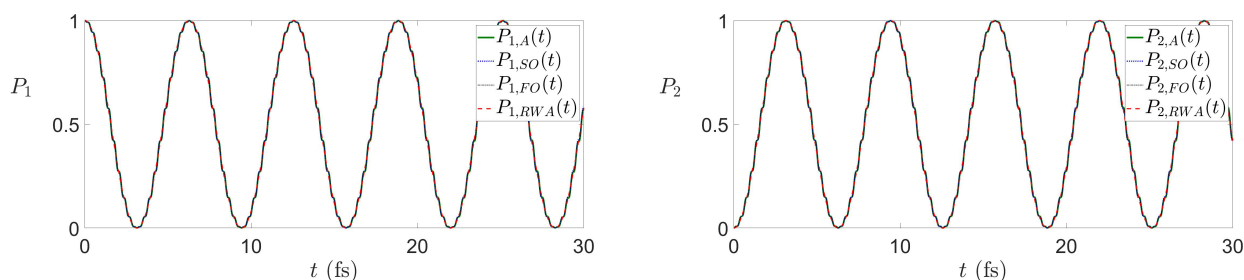 P₁
1
0.5
0
0
10
20
30
t (fs)
P₁,A(t)
P₁,SO(t)
P₁,FO(t)
P₁,RWA(t)
P₂
1
0.5
0
0
10
20
30
t (fs)
P₂,A(t)
P₂,SO(t)
P₂,FO(t)
P₂,RWA(t)